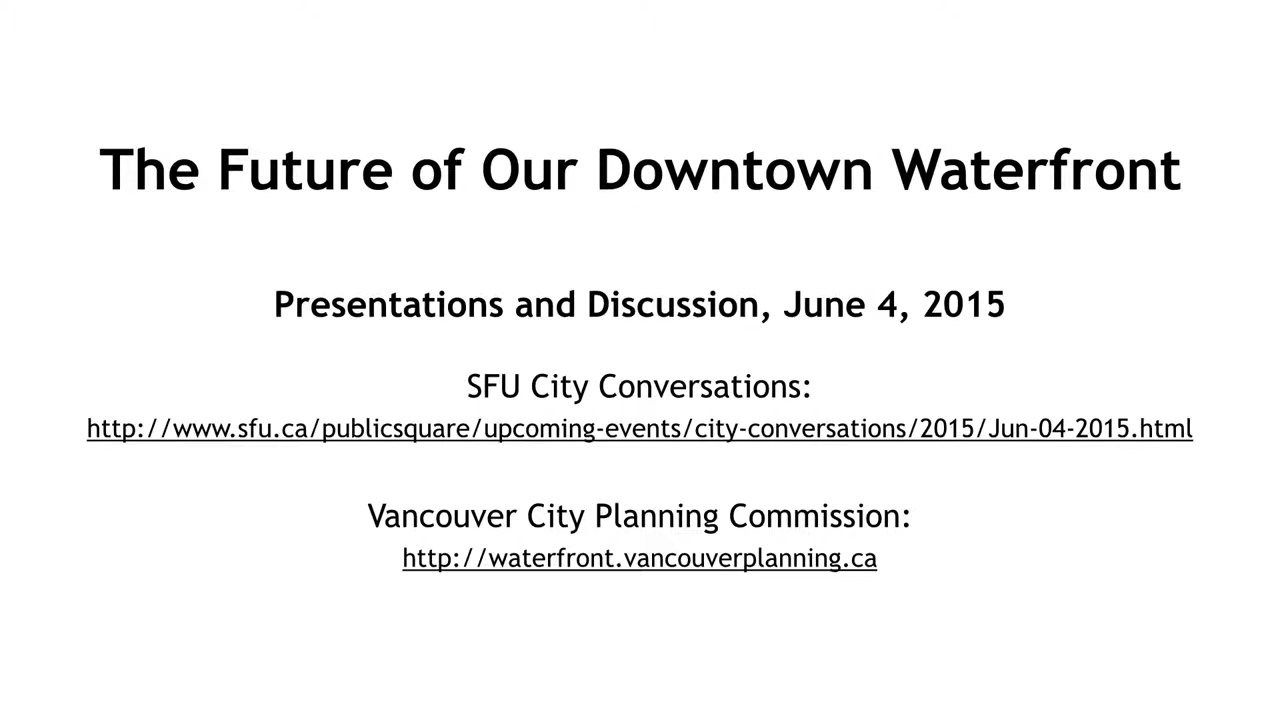 The Future of Our Downtown Waterfront
Presentations and Discussion, June 4, 2015
SFU City Conversations:
http://www.sfu.ca/publicsquare/upcoming-events/city-conversations/2015/Jun-04-2015.html
Vancouver City Planning Commission:
http://waterfront.vancouverplanning.ca